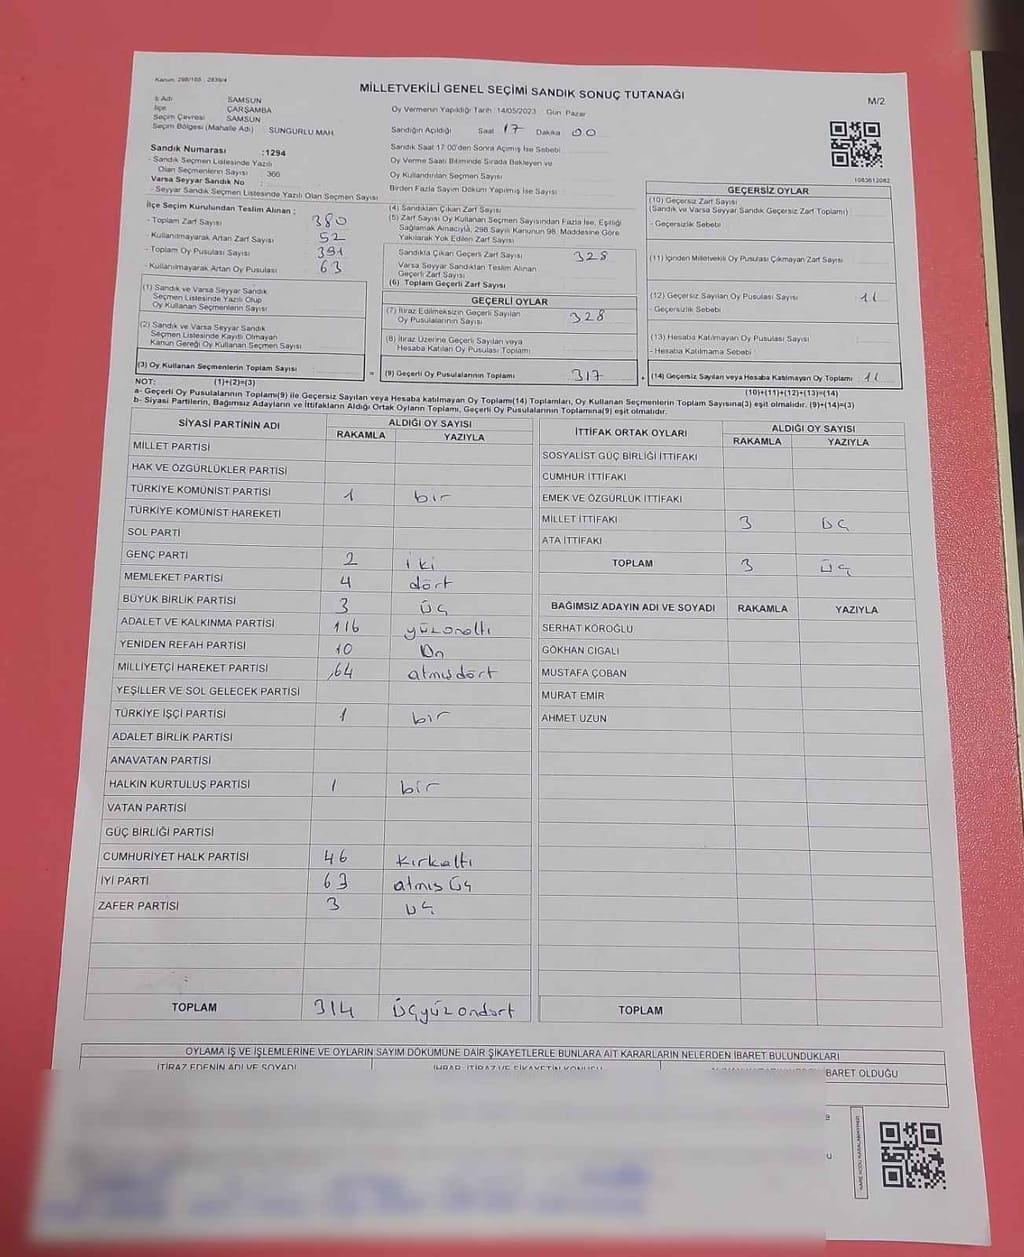 Kanun: 298/105 ; 2839/4
MİLLETVEKİLİ GENEL SEÇİMİ SANDIK SONUÇ TUTANAĞI
M/2
İl Adı SAMSUN
İlçe ÇARŞAMBA
Seçim Çevresi SAMSUN
Seçim Bölgesi (Mahalle Adı) SUNGURLU MAH.
Oy Vermenin Yapıldığı Tarih :14/05/2023 Gün: Pazar
Sandığın Açıldığı Saat 17 Dakika 00
Sandık Saat 17:00'den Sonra Açılmış İse Sebebi
Oy Verme Saati Bitiminde Sırada Bekleyen ve
Oy Kullandırılan Seçmen Sayısı
Birden Fazla Sayım Döküm Yapılmış İse Sayısı
1083612082
Sandık Numarası :1294
- Sandık Seçmen Listesinde Yazılı
Olan Seçmenlerin Sayısı : 366
Varsa Seyyar Sandık No :
- Seyyar Sandık Seçmen Listesinde Yazılı Olan Seçmen Sayısı
İlçe Seçim Kurulundan Teslim Alınan ;
- Toplam Zarf Sayısı 380
- Kullanılmayarak Artan Zarf Sayısı 52
- Toplam Oy Pusulası Sayısı 391
- Kullanılmayarak Artan Oy Pusulası 63
(1) Sandık ve Varsa Seyyar Sandık
Seçmen Listesinde Yazılı Olup
Oy Kullanan Seçmenlerin Sayısı
(2) Sandık ve Varsa Seyyar Sandık
Seçmen Listesinde Kayıtlı Olmayan
Kanun Gereği Oy Kullanan Seçmen Sayısı
(3) Oy Kullanan Seçmenlerin Toplam Sayısı
(4) Sandıktan Çıkan Zarf Sayısı
(5) Zarf Sayısı Oy Kullanan Seçmen Sayısından Fazla İse, Eşitliği
Sağlamak Amacıyla, 298 Sayılı Kanunun 98. Maddesine Göre
Yakılarak Yok Edilen Zarf Sayısı
Sandıkta Çıkan Geçerli Zarf Sayısı 328
Varsa Seyyar Sandıktan Teslim Alınan
Geçerli Zarf Sayısı
(6) Toplam Geçerli Zarf Sayısı
GEÇERLİ OYLAR
(7) İtiraz Edilmeksizin Geçerli Sayılan
Oy Pusulalarının Sayısı 328
(8) İtiraz Üzerine Geçerli Sayılan veya
Hesaba Katılan Oy Pusulası Toplamı
= (9) Geçerli Oy Pusulalarının Toplamı 317
GEÇERSİZ OYLAR
(10) Geçersiz Zarf Sayısı
(Sandık ve Varsa Seyyar Sandık Geçersiz Zarf Toplamı)
- Geçersizlik Sebebi
(11) İçinden Milletvekili Oy Pusulası Çıkmayan Zarf Sayısı
(12) Geçersiz Sayılan Oy Pusulası Sayısı 11
- Geçersizlik Sebebi
(13) Hesaba Katılmayan Oy Pusulası Sayısı
- Hesaba Katılmama Sebebi
+ (14) Geçersiz Sayılan veya Hesaba Katılmayan Oy Toplamı 11
NOT: (1)+(2)=(3) (10)+(11)+(12)+(13)=(14)
a- Geçerli Oy Pusulalarının Toplamı(9) ile Geçersiz Sayılan veya Hesaba katılmayan Oy Toplamı(14) Toplamları, Oy Kullanan Seçmenlerin Toplam Sayısına(3) eşit olmalıdır. (9)+(14)=(3)
b- Siyasi Partilerin, Bağımsız Adayların ve İttifakların Aldığı Ortak Oyların Toplamı, Geçerli Oy Pusulalarının Toplamına(9) eşit olmalıdır.
SİYASİ PARTİNİN ADI ALDIĞI OY SAYISI
RAKAMLA YAZIYLA
MİLLET PARTİSİ
HAK VE ÖZGÜRLÜKLER PARTİSİ
TÜRKİYE KOMÜNİST PARTİSİ 1 bir
TÜRKİYE KOMÜNİST HAREKETİ
SOL PARTİ
GENÇ PARTİ 2 iki
MEMLEKET PARTİSİ 4 dört
BÜYÜK BİRLİK PARTİSİ 3 üç
ADALET VE KALKINMA PARTİSİ 116 yüzonaltı
YENİDEN REFAH PARTİSİ 10 On
MİLLİYETÇİ HAREKET PARTİSİ 64 atmışdört
YEŞİLLER VE SOL GELECEK PARTİSİ
TÜRKİYE İŞÇİ PARTİSİ 1 bir
ADALET BİRLİK PARTİSİ
ANAVATAN PARTİSİ
HALKIN KURTULUŞ PARTİSİ 1 bir
VATAN PARTİSİ
GÜÇ BİRLİĞİ PARTİSİ
CUMHURİYET HALK PARTİSİ 46 kırkaltı
İYİ PARTİ 63 atmış üç
ZAFER PARTİSİ 3 üç
TOPLAM 314 Üçyüzondört
İTTİFAK ORTAK OYLARI ALDIĞI OY SAYISI
RAKAMLA YAZIYLA
SOSYALİST GÜÇ BİRLİĞİ İTTİFAKI
CUMHUR İTTİFAKI
EMEK VE ÖZGÜRLÜK İTTİFAKI
MİLLET İTTİFAKI 3 üç
ATA İTTİFAKI
TOPLAM 3 üç
BAĞIMSIZ ADAYIN ADI VE SOYADI RAKAMLA YAZIYLA
SERHAT KÖROĞLU
GÖKHAN CIGALI
MUSTAFA ÇOBAN
MURAT EMİR
AHMET UZUN
TOPLAM
OYLAMA İŞ VE İŞLEMLERİNE VE OYLARIN SAYIM DÖKÜMÜNE DAİR ŞİKAYETLERLE BUNLARA AİT KARARLARIN NELERDEN İBARET BULUNDUKLARI
İTİRAZ EDENİN ADI VE SOYADI İHBAR, İTİRAZ VE ŞİKAYETİN KONUSU BARET OLDUĞU